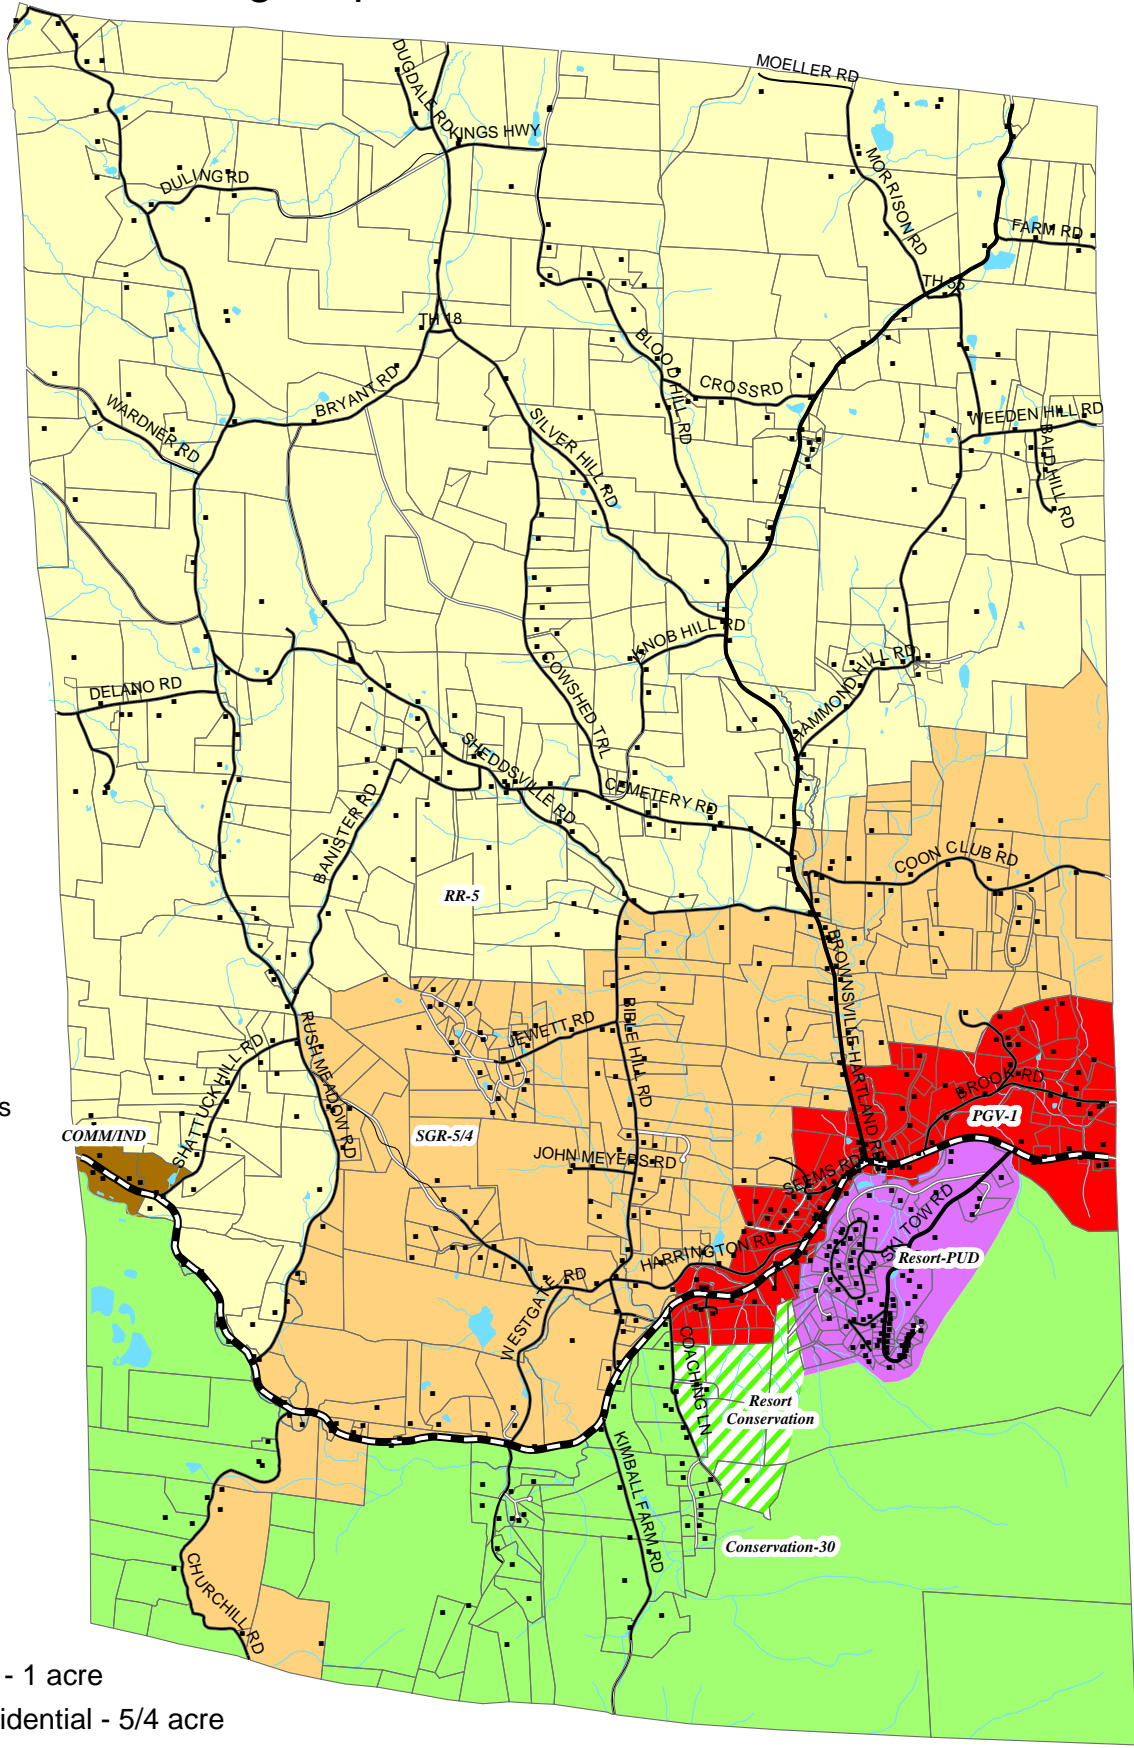 MOELLER RD
DUGDALE RD
KINGS HWY
DULING RD
MORRISON RD
FARM RD
TH 55
TH 18
BLOOD HILL RD
CROSS RD
BRYANT RD
WARDNER RD
SILVER HILL RD
WEEDEN HILL RD
BALD HILL RD
KNOB HILL RD
HAMMOND HILL RD
COWSHED TRL
DELANO RD
SHEDDSVILLE RD
CEMETERY RD
BANISTER RD
COON CLUB RD
RR-5
BROWNSVILLE-HARTLAND RD
BIBLE HILL RD
JEWETT RD
RUSH MEADOW RD
SHATTUCK HILL RD
BROOK RD
s
PGV-1
COMM/IND
SGR-5/4
JOHN MEYERS RD
SEEMS RD
SKI TOW RD
HARRINGTON RD
Resort-PUD
WESTGATE RD
COACHING LN
Resort
Conservation
KIMBALL FARM RD
Conservation-30
CHURCHILL RD
- 1 acre
idential - 5/4 acre